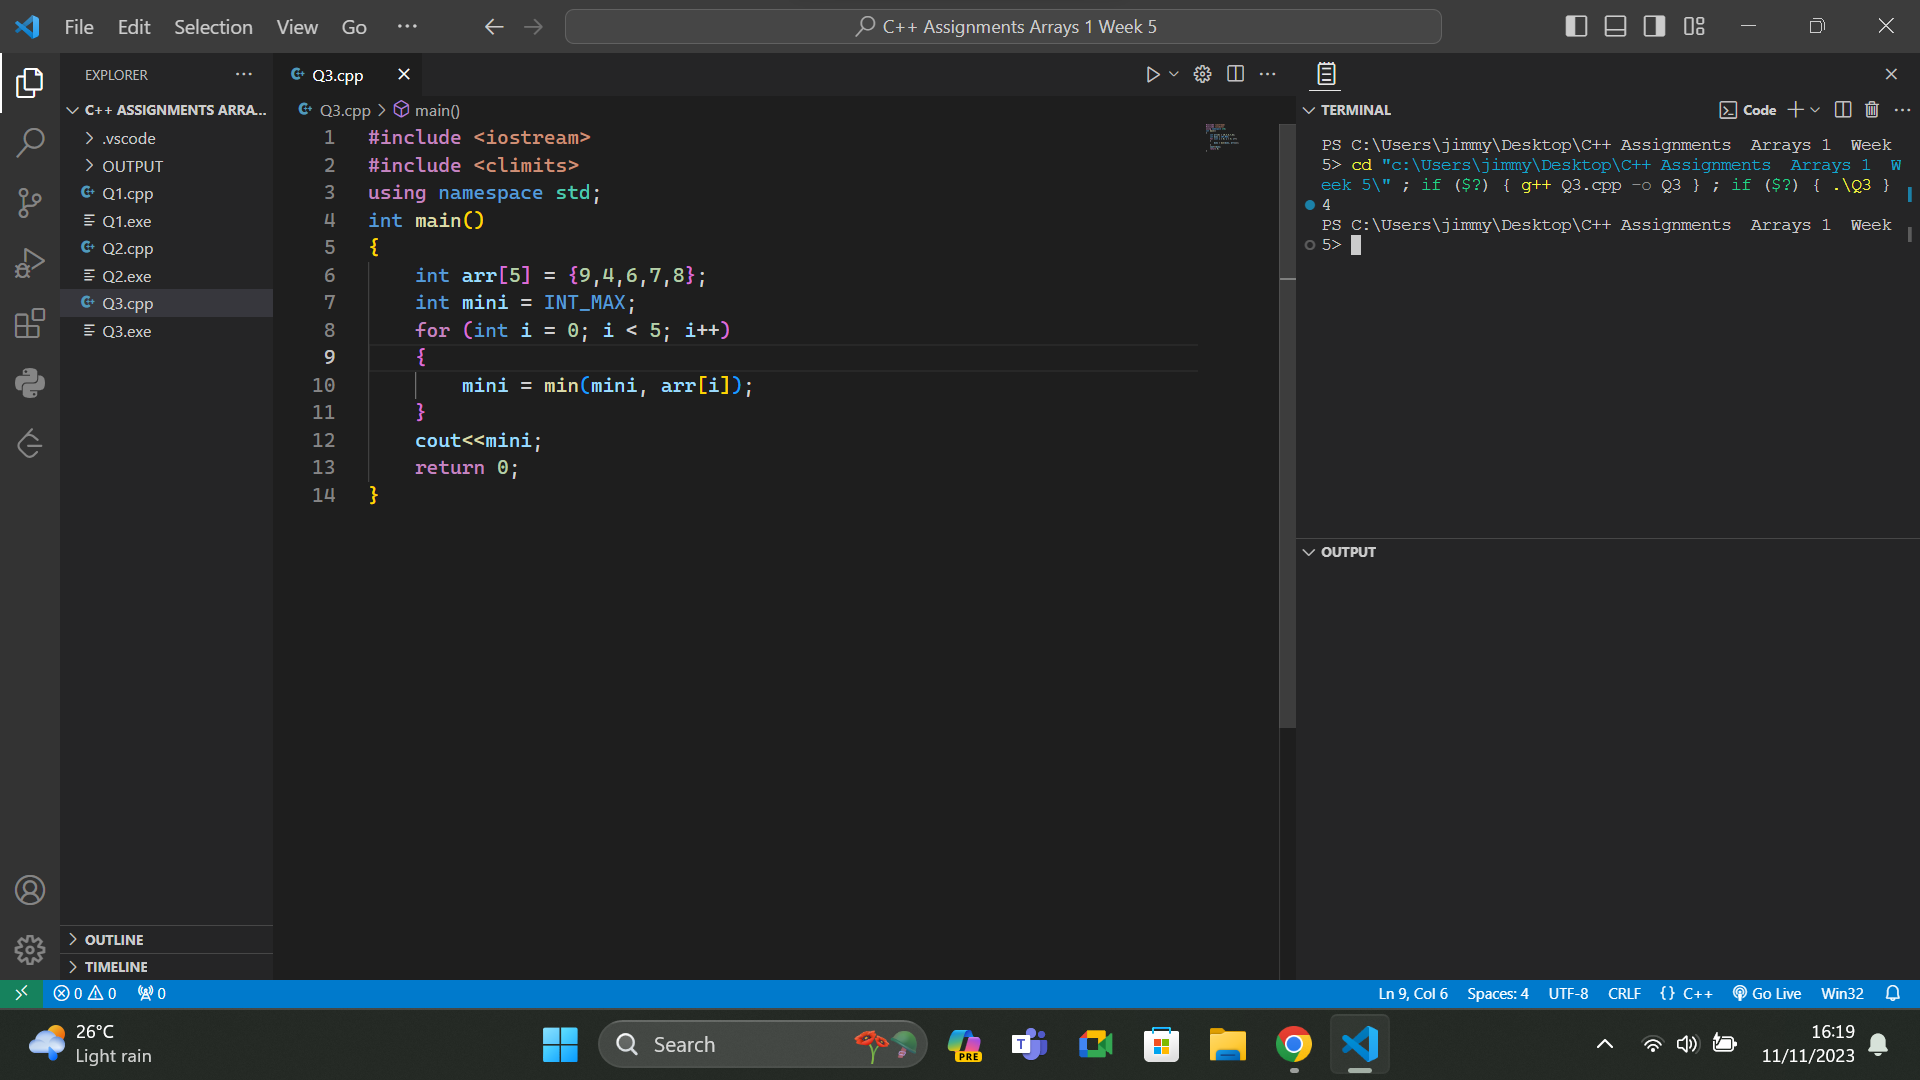 File Edit Selection View Go ···
C++ Assignments Arrays 1 Week 5
EXPLORER
C++ ASSIGNMENTS ARRA...
.vscode
OUTPUT
Q1.cpp
Q1.exe
Q2.cpp
Q2.exe
Q3.cpp
Q3.exe
OUTLINE
TIMELINE
Q3.cpp
Q3.cpp > main()
1 #include <iostream>
2 #include <climits>
3 using namespace std;
4 int main()
5 {
6 int arr[5] = {9,4,6,7,8};
7 int mini = INT_MAX;
8 for (int i = 0; i < 5; i++)
9 {
10 mini = min(mini, arr[i]);
11 }
12 cout<<mini;
13 return 0;
14 }
TERMINAL
Code
PS C:\Users\jimmy\Desktop\C++ Assignments  Arrays 1  Week
5> cd "c:\Users\jimmy\Desktop\C++ Assignments  Arrays 1  W
eek 5\" ; if ($?) { g++ Q3.cpp -o Q3 } ; if ($?) { .\Q3 }
4
PS C:\Users\jimmy\Desktop\C++ Assignments  Arrays 1  Week
5>
OUTPUT
0 0 0
Ln 9, Col 6 Spaces: 4 UTF-8 CRLF {} C++ Go Live Win32
26°C
Light rain
Search
PRE
T
16:19
11/11/2023